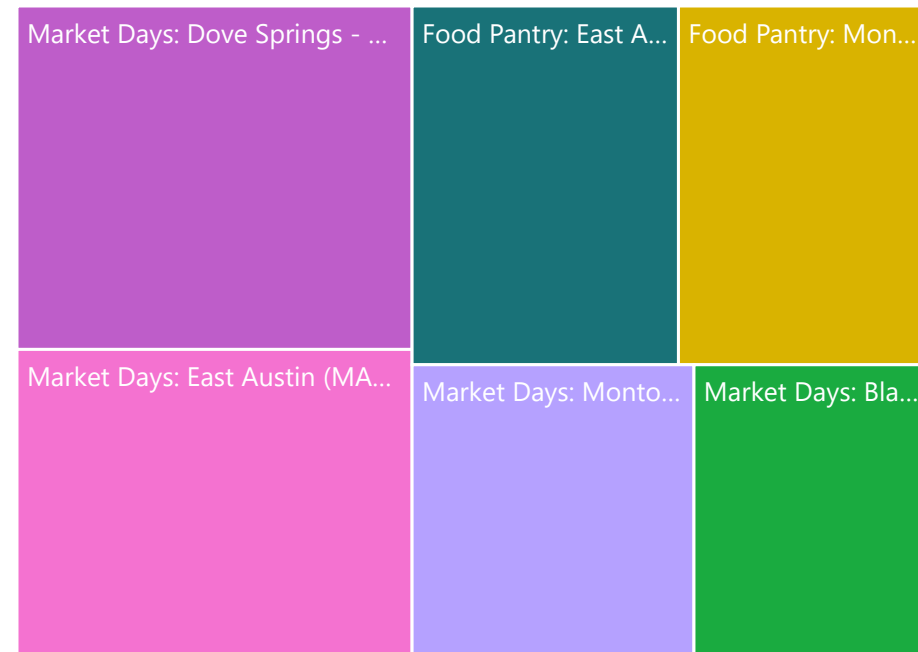 Market Days: Dove Springs - ...
Food Pantry: East A...
Food Pantry: Mon...
Market Days: East Austin (MA...
Market Days: Monto...
Market Days: Bla...